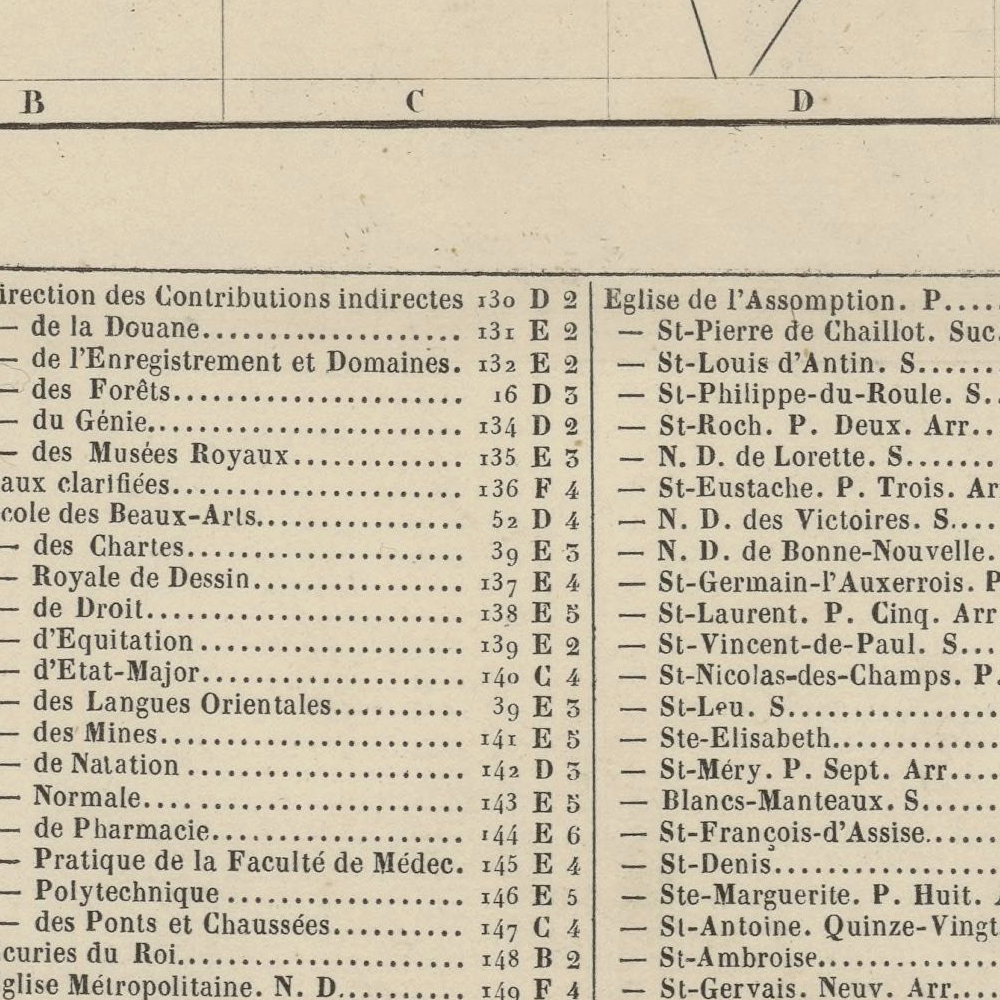 B C D
irection des Contributions indirectes 130 D 2
— de la Douane..................... 131 E 2
— de l'Enregistrement et Domaines. 132 E 2
— des Forêts........................ 16 D 3
— du Génie.......................... 134 D 2
— des Musées Royaux.............. 135 E 3
aux clarifiées........................ 136 F 4
cole des Beaux-Arts................. 52 D 4
— des Chartes...................... 39 E 3
— Royale de Dessin................. 137 E 4
— de Droit.......................... 138 E 5
— d'Equitation ..................... 139 E 2
— d'Etat-Major..................... 140 C 4
— des Langues Orientales.......... 39 E 3
— des Mines......................... 141 E 5
— de Natation ...................... 142 D 3
— Normale.......................... 143 E 5
— de Pharmacie..................... 144 E 6
— Pratique de la Faculté de Médec. 145 E 4
— Polytechnique .................... 146 E 5
— des Ponts et Chaussées........... 147 C 4
curies du Roi........................ 148 B 2
glise Métropolitaine. N. D.......... 149 F 4
Eglise de l'Assomption. P....
— St-Pierre de Chaillot. Suc.
— St-Louis d'Antin. S.......
— St-Philippe-du-Roule. S..
— St-Roch. P. Deux. Arr..
— N. D. de Lorette. S.......
— St-Eustache. P. Trois. Ar
— N. D. des Victoires. S....
— N. D. de Bonne-Nouvelle.
— St-Germain-l'Auxerrois. P
— St-Laurent. P. Cinq. Arr
— St-Vincent-de-Paul. S...
— St-Nicolas-des-Champs. P.
— St-Leu. S................
— Ste-Elisabeth............
— St-Méry. P. Sept. Arr....
— Blancs-Manteaux. S......
— St-François-d'Assise......
— St-Denis.................
— Ste-Marguerite. P. Huit.
— St-Antoine. Quinze-Vingt
— St-Ambroise..............
— St-Gervais. Neuv. Arr....